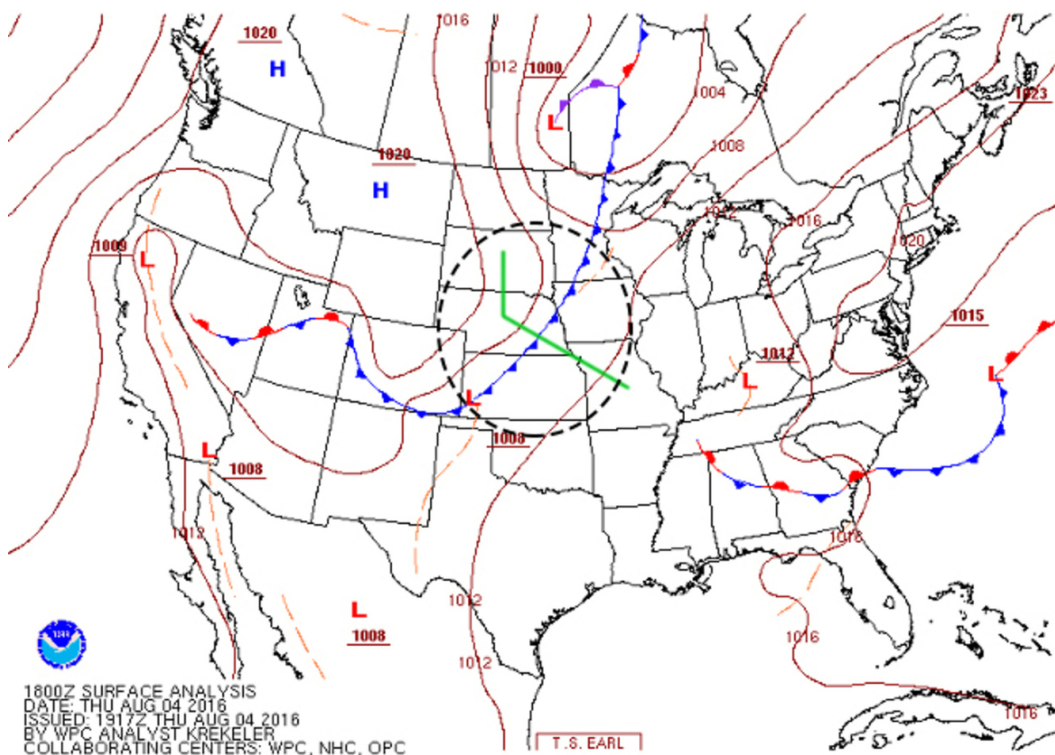 1020
H
1016
1012
1000
L
1004
1023
1020
H
1008
1012
1016
1020
1009
L
1015
1012
L
L
L
1008
L
1008
1012
1016
L
1008
1012
1012
1016
1016
NOAA
1800Z SURFACE ANALYSIS
DATE: THU AUG 04 2016
ISSUED: 1917Z THU AUG 04 2016
BY WPC ANALYST KREKELER
COLLABORATING CENTERS: WPC, NHC, OPC
T.S. EARL